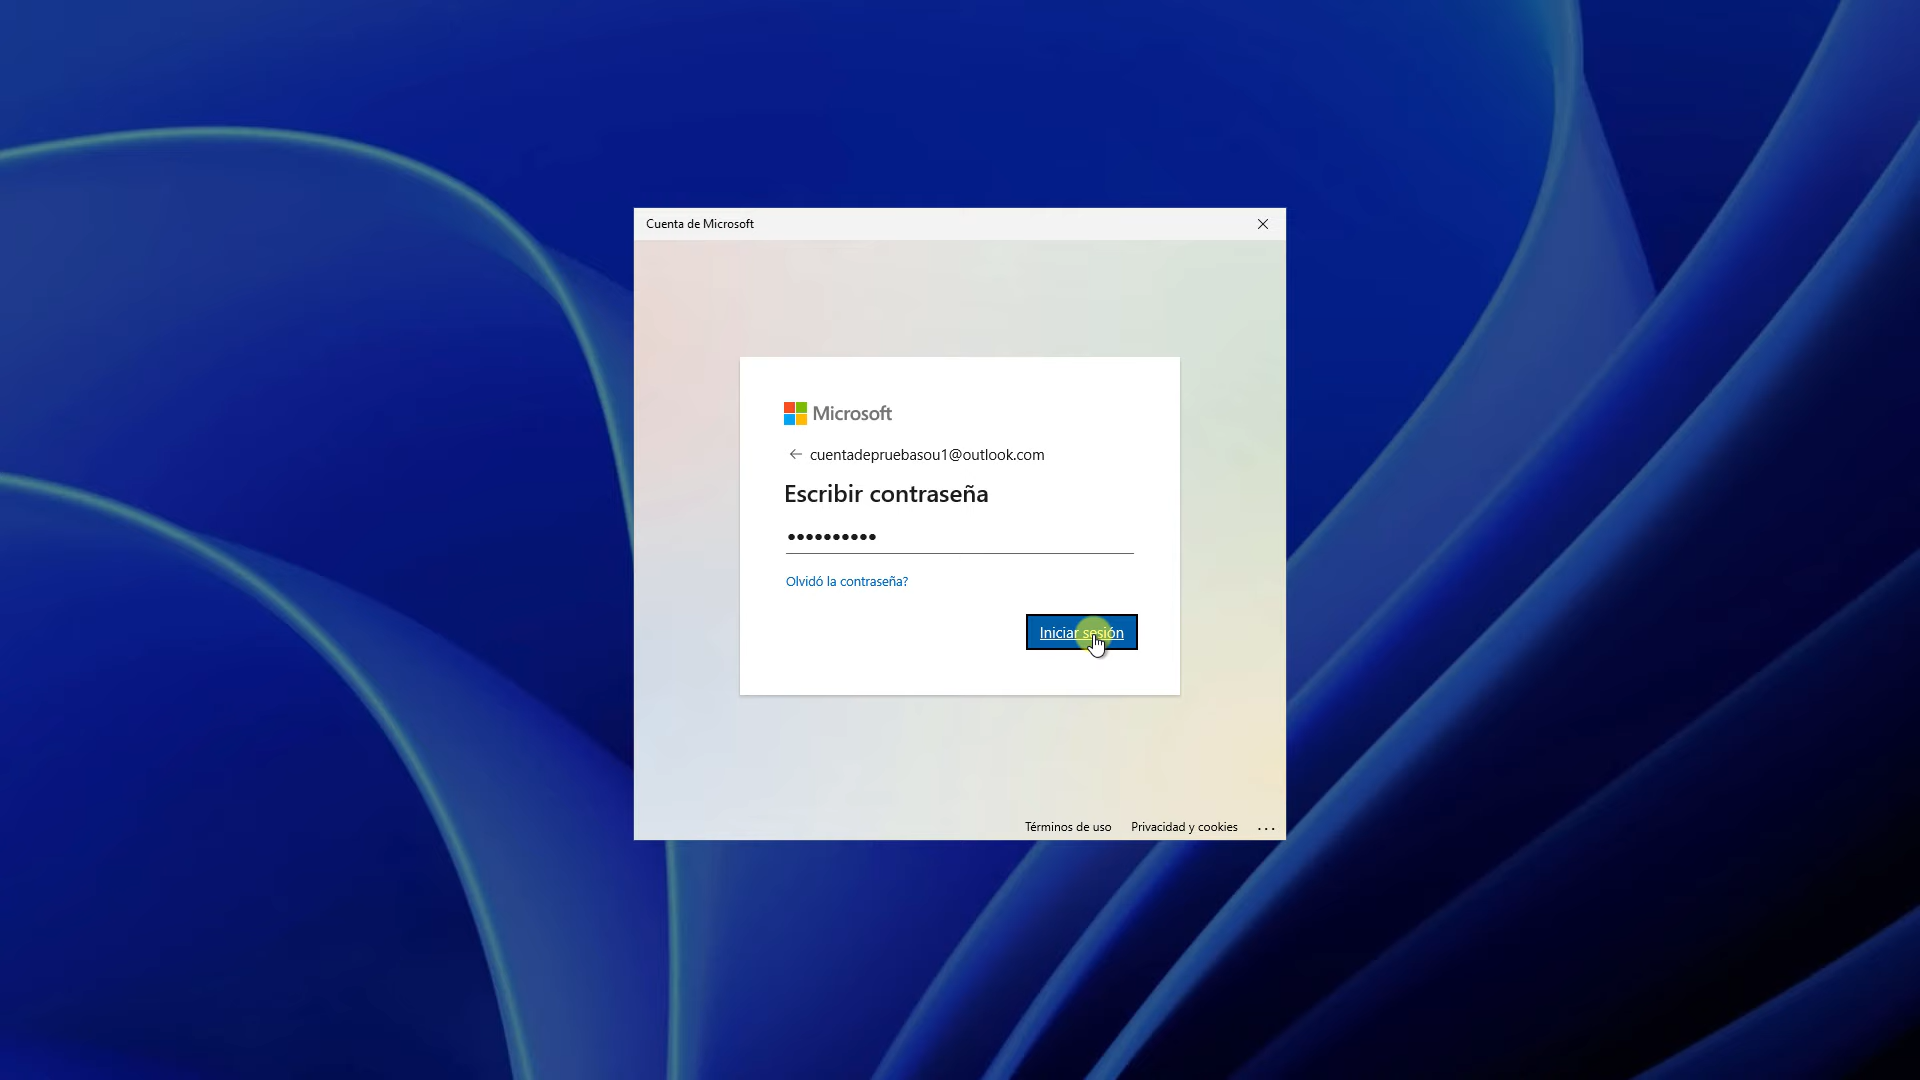 Cuenta de Microsoft
Microsoft
cuentadepruebasou1@outlook.com
Escribir contraseña
••••••••••
Olvidó la contraseña?
Iniciar sesión
Términos de uso Privacidad y cookies ...